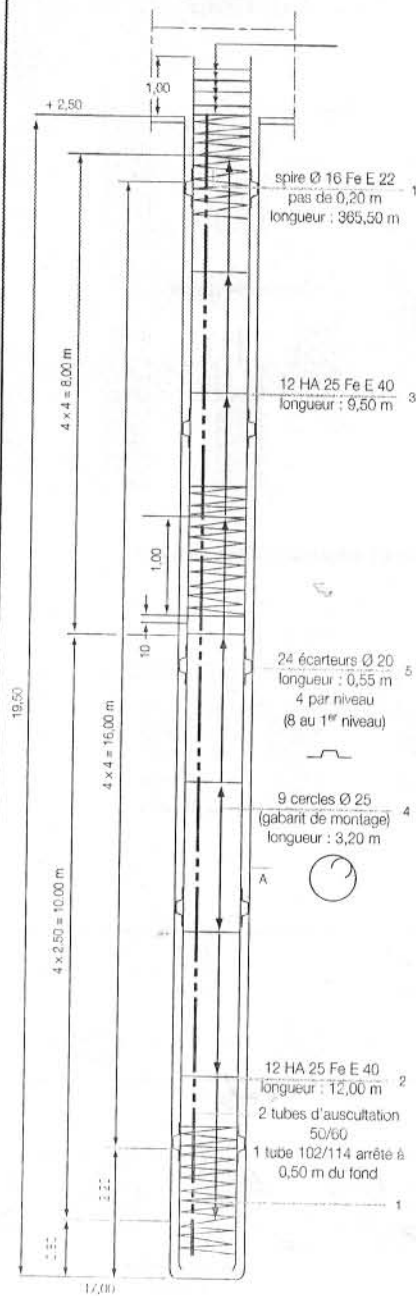 1,00
+ 2,50
spire Ø 16 Fe E 22
pas de 0,20 m
longueur : 365,50 m
1
4 x 4 = 8,00 m
12 HA 25 Fe E 40
longueur : 9,50 m
3
4 x 4 = 16,00 m
1,00
10
19,50
24 écarteurs Ø 20
longueur : 0,55 m
4 par niveau
(8 au 1er niveau)
5
9 cercles Ø 25
(gabarit de montage)
longueur : 3,20 m
4
A
4 x 2,50 = 10,00 m
12 HA 25 Fe E 40
longueur : 12,00 m
2
2 tubes d'auscultation
50/60
1 tube 102/114 arrêté à
0,50 m du fond
1
17,00